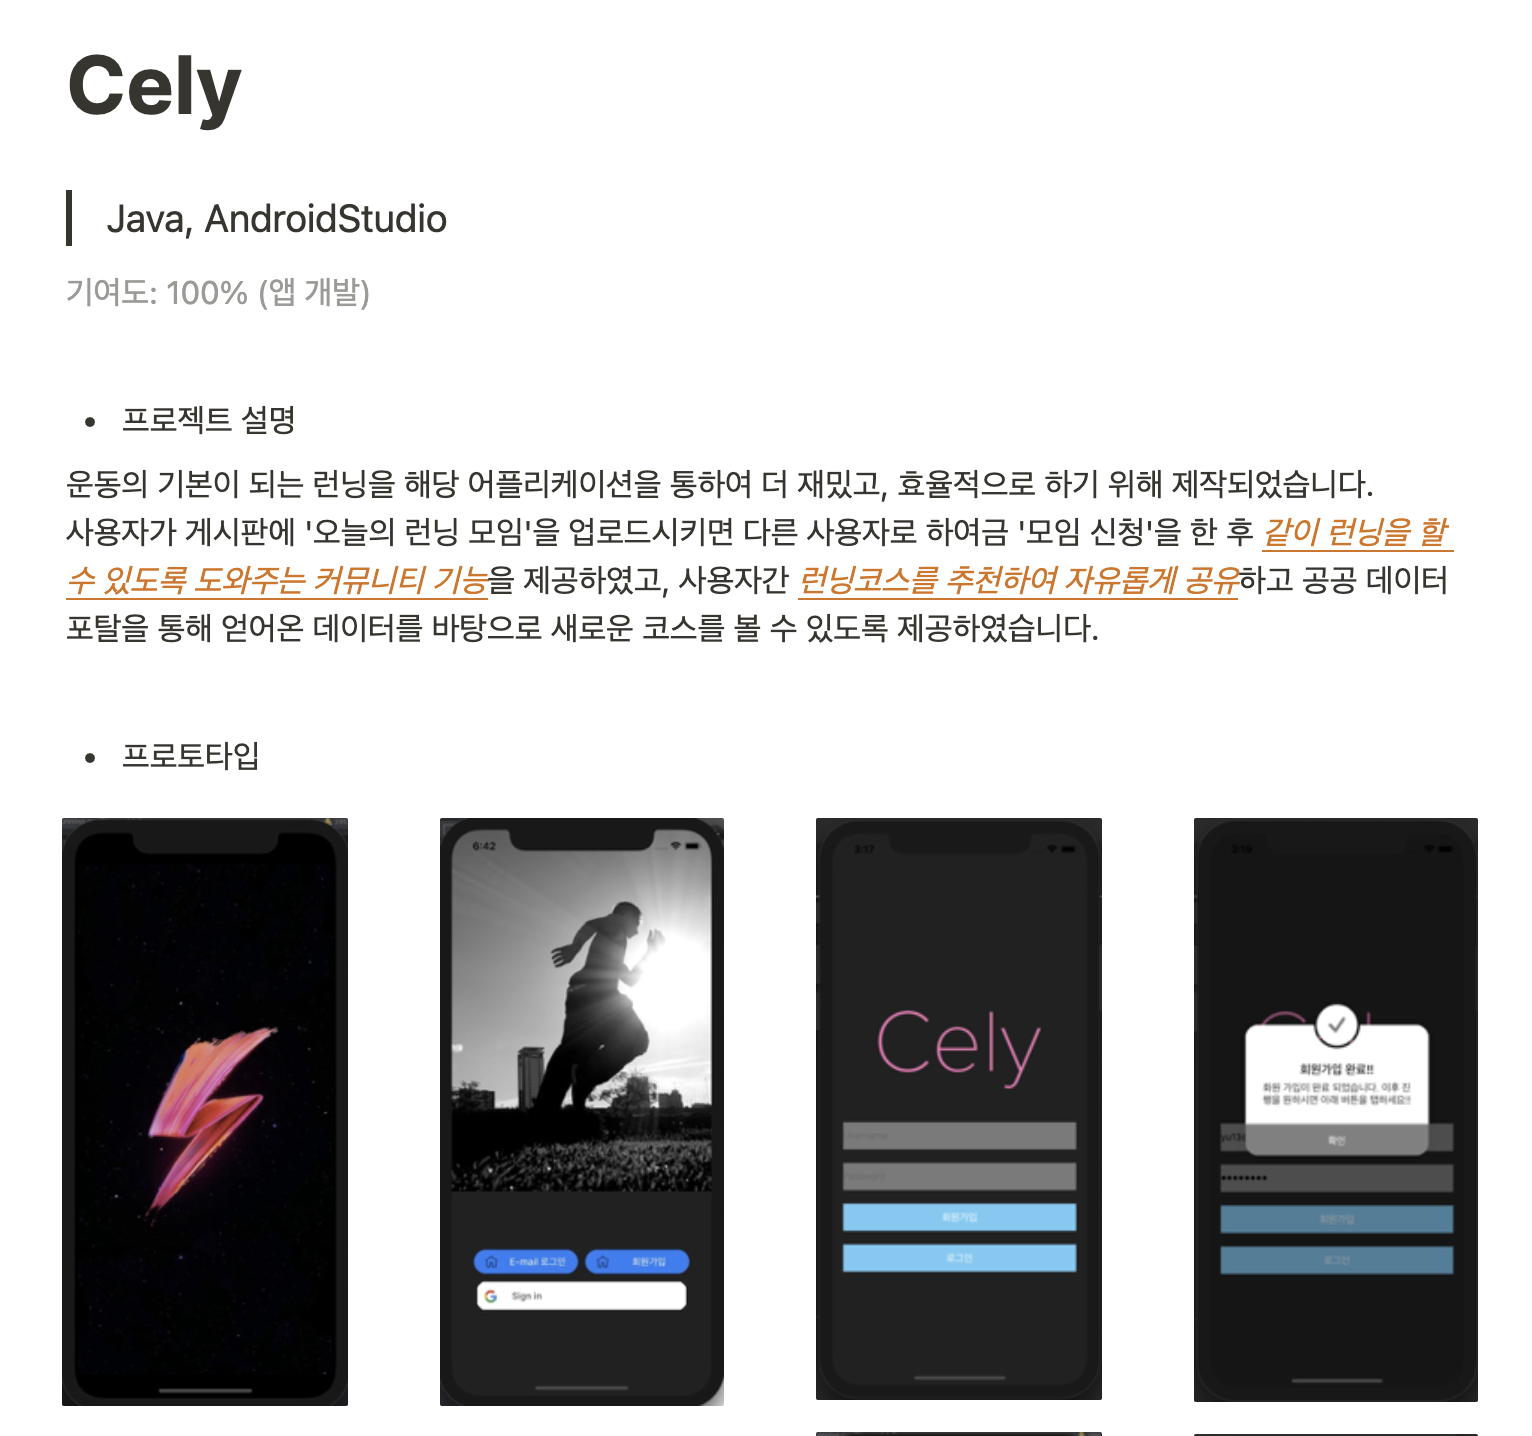 Cely
Java, AndroidStudio
기여도: 100% (앱 개발)
• 프로젝트 설명
운동의 기본이 되는 런닝을 해당 어플리케이션을 통하여 더 재밌고, 효율적으로 하기 위해 제작되었습니다.
사용자가 게시판에 '오늘의 런닝 모임'을 업로드시키면 다른 사용자로 하여금 '모임 신청'을 한 후 같이 런닝을 할
수 있도록 도와주는 커뮤니티 기능을 제공하였고, 사용자간 런닝코스를 추천하여 자유롭게 공유하고 공공 데이터
포탈을 통해 얻어온 데이터를 바탕으로 새로운 코스를 볼 수 있도록 제공하였습니다.
• 프로토타입
6:42
E-mail 로그인 회원가입
Sign in
3:17
Cely
Username
Password
회원가입
로그인
3:19
회원가입 완료!!
회원 가입이 완료 되었습니다. 이후 진
행을 원하시면 아래 버튼을 탭하세요!!
확인
회원가입
로그인